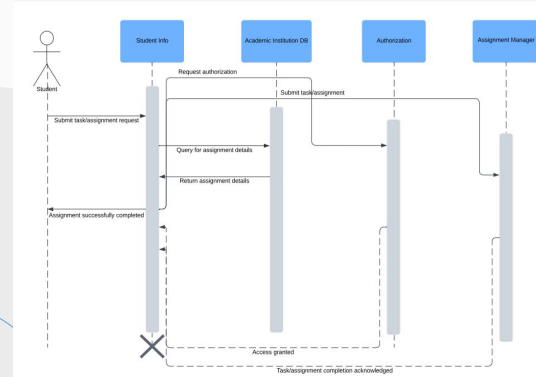 Student Info
Academic Institution DB
Authorization
Assignment Manager
Student
Request authorization
Submit task/assignment
Submit task/assignment request
Query for assignment details
Return assignment details
Assignment successfully completed
Access granted
Task/assignment completion acknowledged